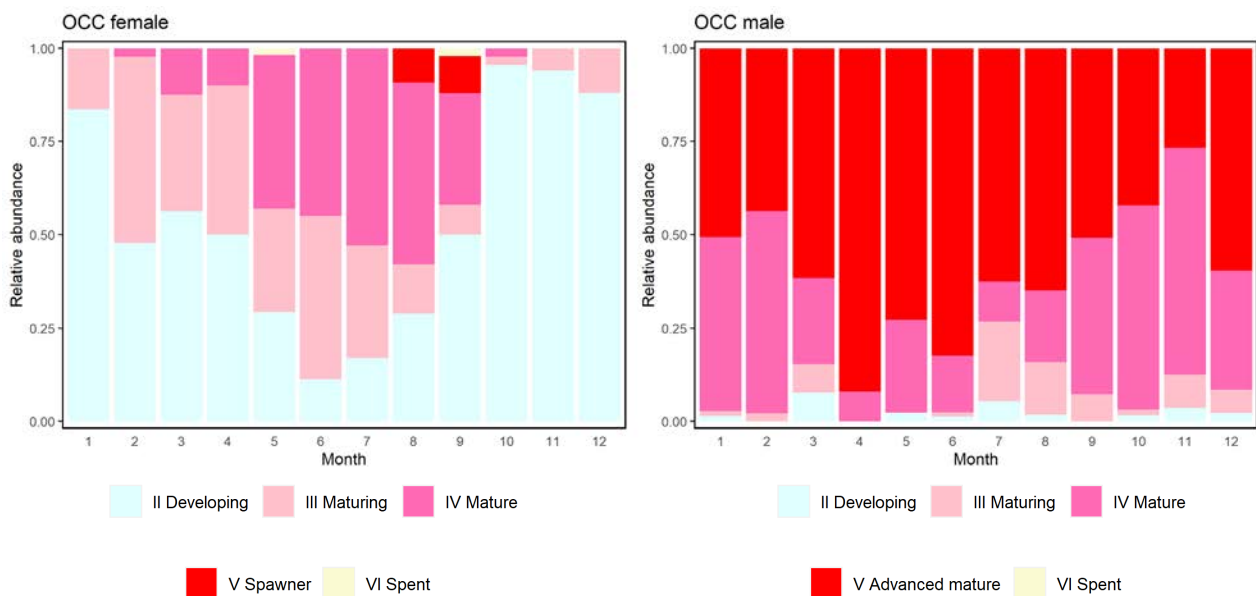 OCC female
1.00
0.75
0.50
0.25
0.00
Relative abundance
1 2 3 4 5 6 7 8 9 10 11 12
Month
II Developing III Maturing IV Mature
V Spawner VI Spent
OCC male
1.00
0.75
0.50
0.25
0.00
Relative abundance
1 2 3 4 5 6 7 8 9 10 11 12
Month
II Developing III Maturing IV Mature
V Advanced mature VI Spent